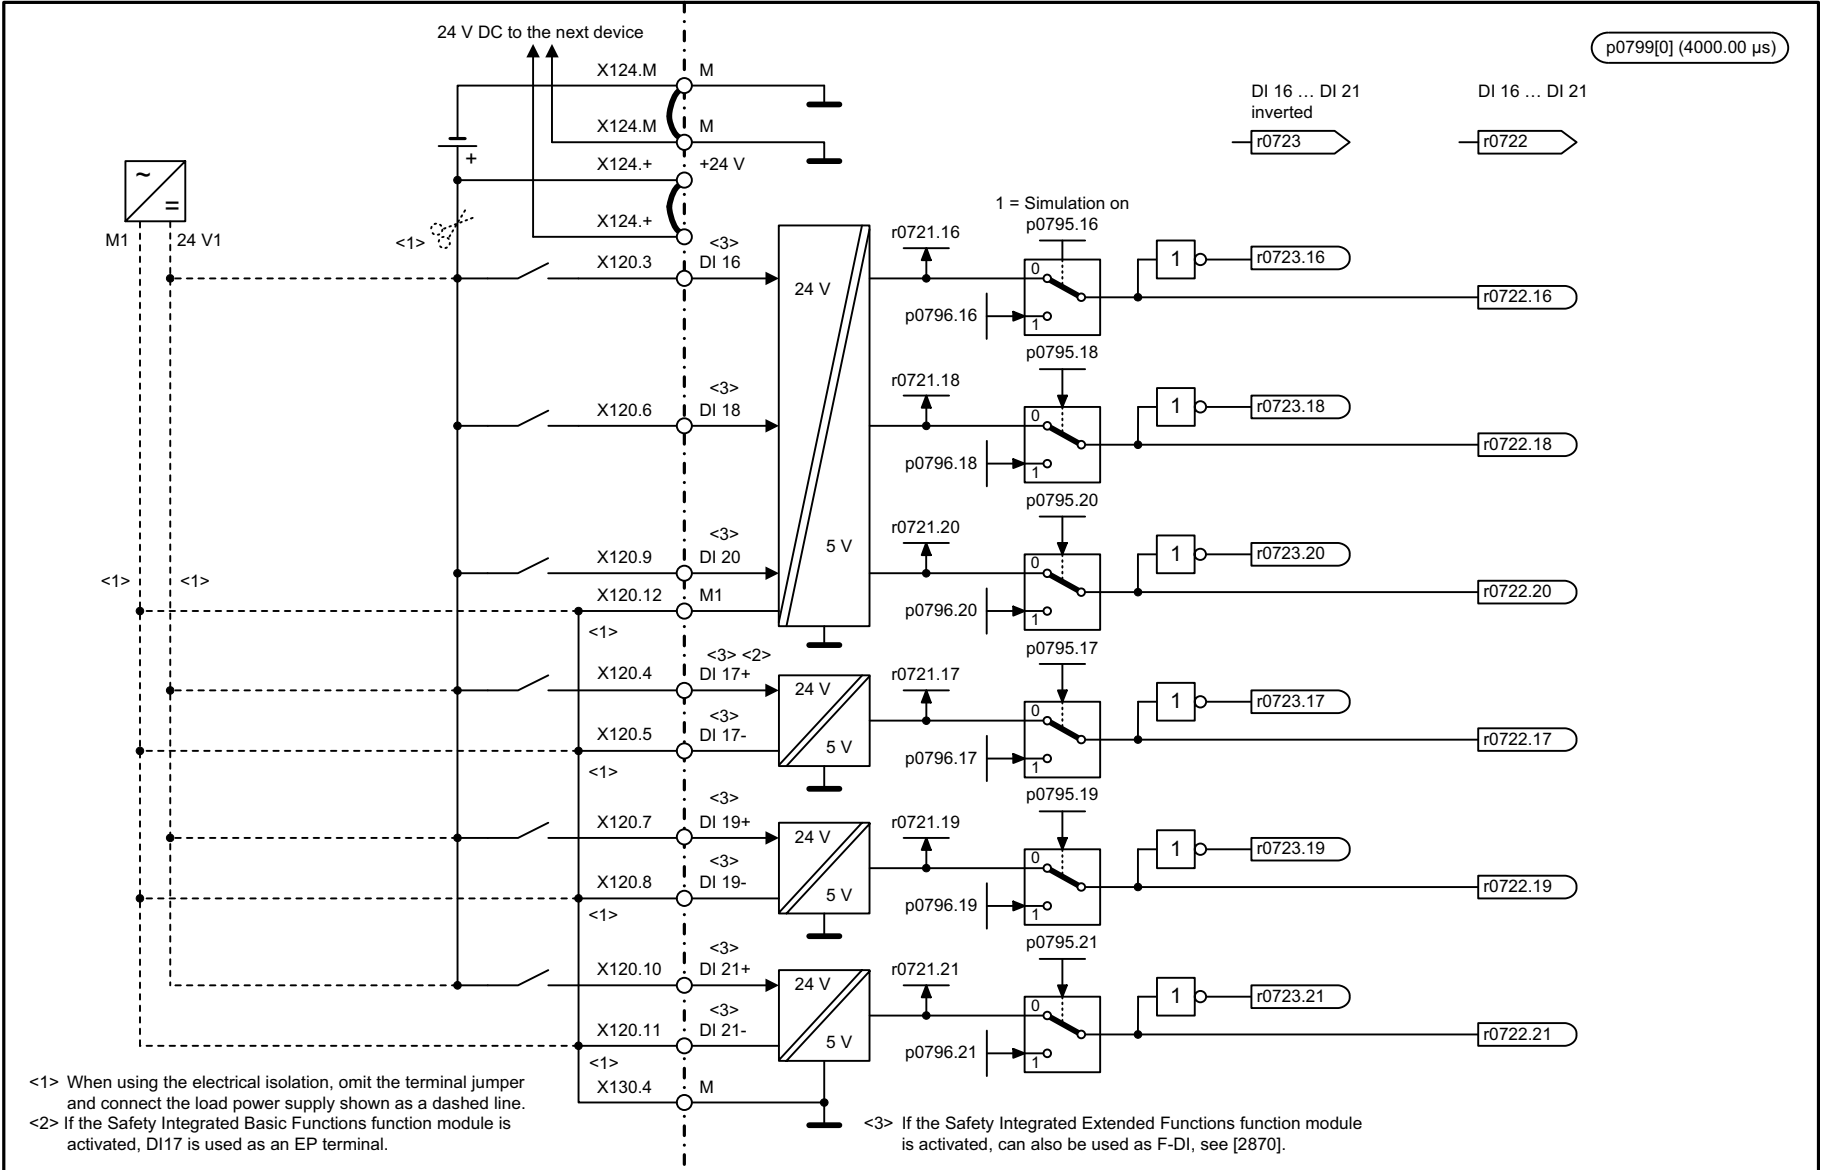 24 V DC to the next device
p0799[0] (4000.00 µs)
X124.M M
DI 16 … DI 21 inverted
DI 16 … DI 21
X124.M M
r0723
r0722
X124.+ +24 V
+
~
=
X124.+
M1 24 V1
<1>
1 = Simulation on
<3>
X120.3 DI 16
24 V
5 V
r0721.16
p0795.16
0
1
p0796.16
1
r0723.16
r0722.16
<3>
X120.6 DI 18
r0721.18
p0795.18
0
1
p0796.18
1
r0723.18
r0722.18
<3>
X120.9 DI 20
r0721.20
p0795.20
0
1
p0796.20
1
r0723.20
r0722.20
<1> <1>
X120.12 M1
<1>
<3> <2>
X120.4 DI 17+
24 V
<3>
X120.5 DI 17-
5 V
<1>
r0721.17
p0795.17
0
1
p0796.17
1
r0723.17
r0722.17
<3>
X120.7 DI 19+
24 V
<3>
X120.8 DI 19-
5 V
<1>
r0721.19
p0795.19
0
1
p0796.19
1
r0723.19
r0722.19
<3>
X120.10 DI 21+
24 V
<3>
X120.11 DI 21-
5 V
<1>
r0721.21
p0795.21
0
1
p0796.21
1
r0723.21
r0722.21
X130.4 M
<1> When using the electrical isolation, omit the terminal jumper
and connect the load power supply shown as a dashed line.
<2> If the Safety Integrated Basic Functions function module is
activated, DI17 is used as an EP terminal.
<3> If the Safety Integrated Extended Functions function module
is activated, can also be used as F-DI, see [2870].